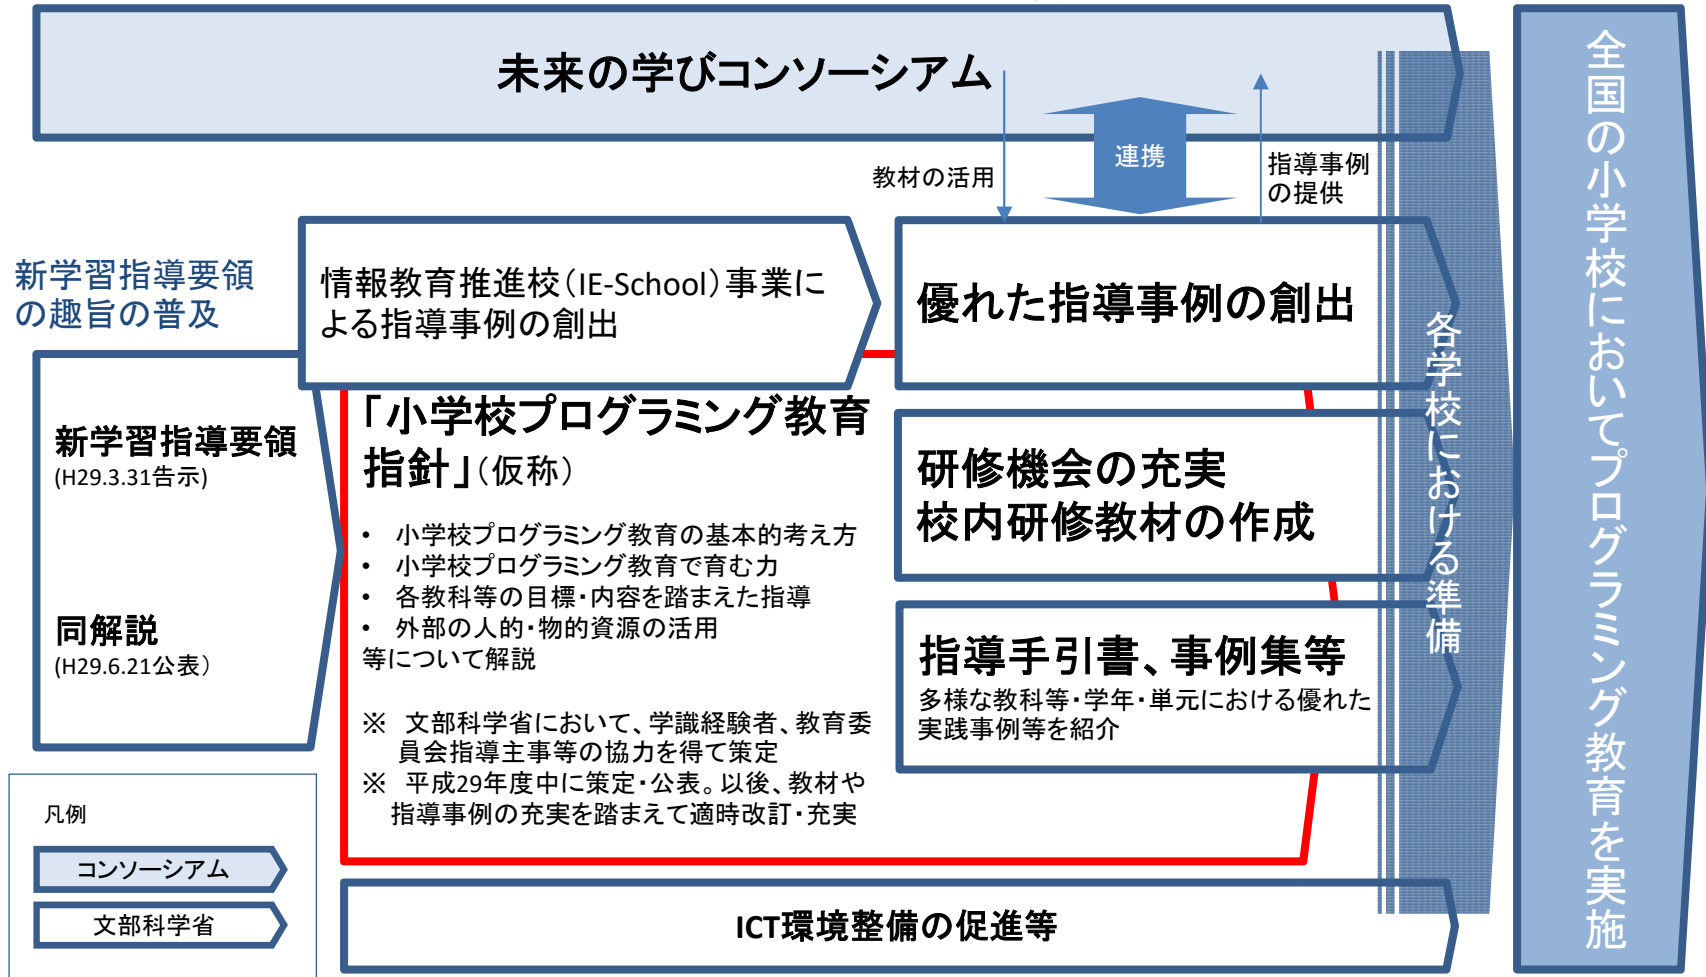 未来の学びコンソーシアム
教材の活用
連携
指導事例
の提供
新学習指導要領
の趣旨の普及
情報教育推進校(IE-School)事業に
よる指導事例の創出
優れた指導事例の創出
新学習指導要領
(H29.3.31告示)
同解説
(H29.6.21公表)
「小学校プログラミング教育
指針」(仮称)
• 小学校プログラミング教育の基本的考え方
• 小学校プログラミング教育で育む力
• 各教科等の目標・内容を踏まえた指導
• 外部の人的・物的資源の活用
等について解説
※ 文部科学省において、学識経験者、教育委
員会指導主事等の協力を得て策定
※ 平成29年度中に策定・公表。以後、教材や
指導事例の充実を踏まえて適時改訂・充実
研修機会の充実
校内研修教材の作成
指導手引書、事例集等
多様な教科等・学年・単元における優れた
実践事例等を紹介
ICT環境整備の促進等
各学校における準備
全国の小学校においてプログラミング教育を実施
凡例
コンソーシアム
文部科学省